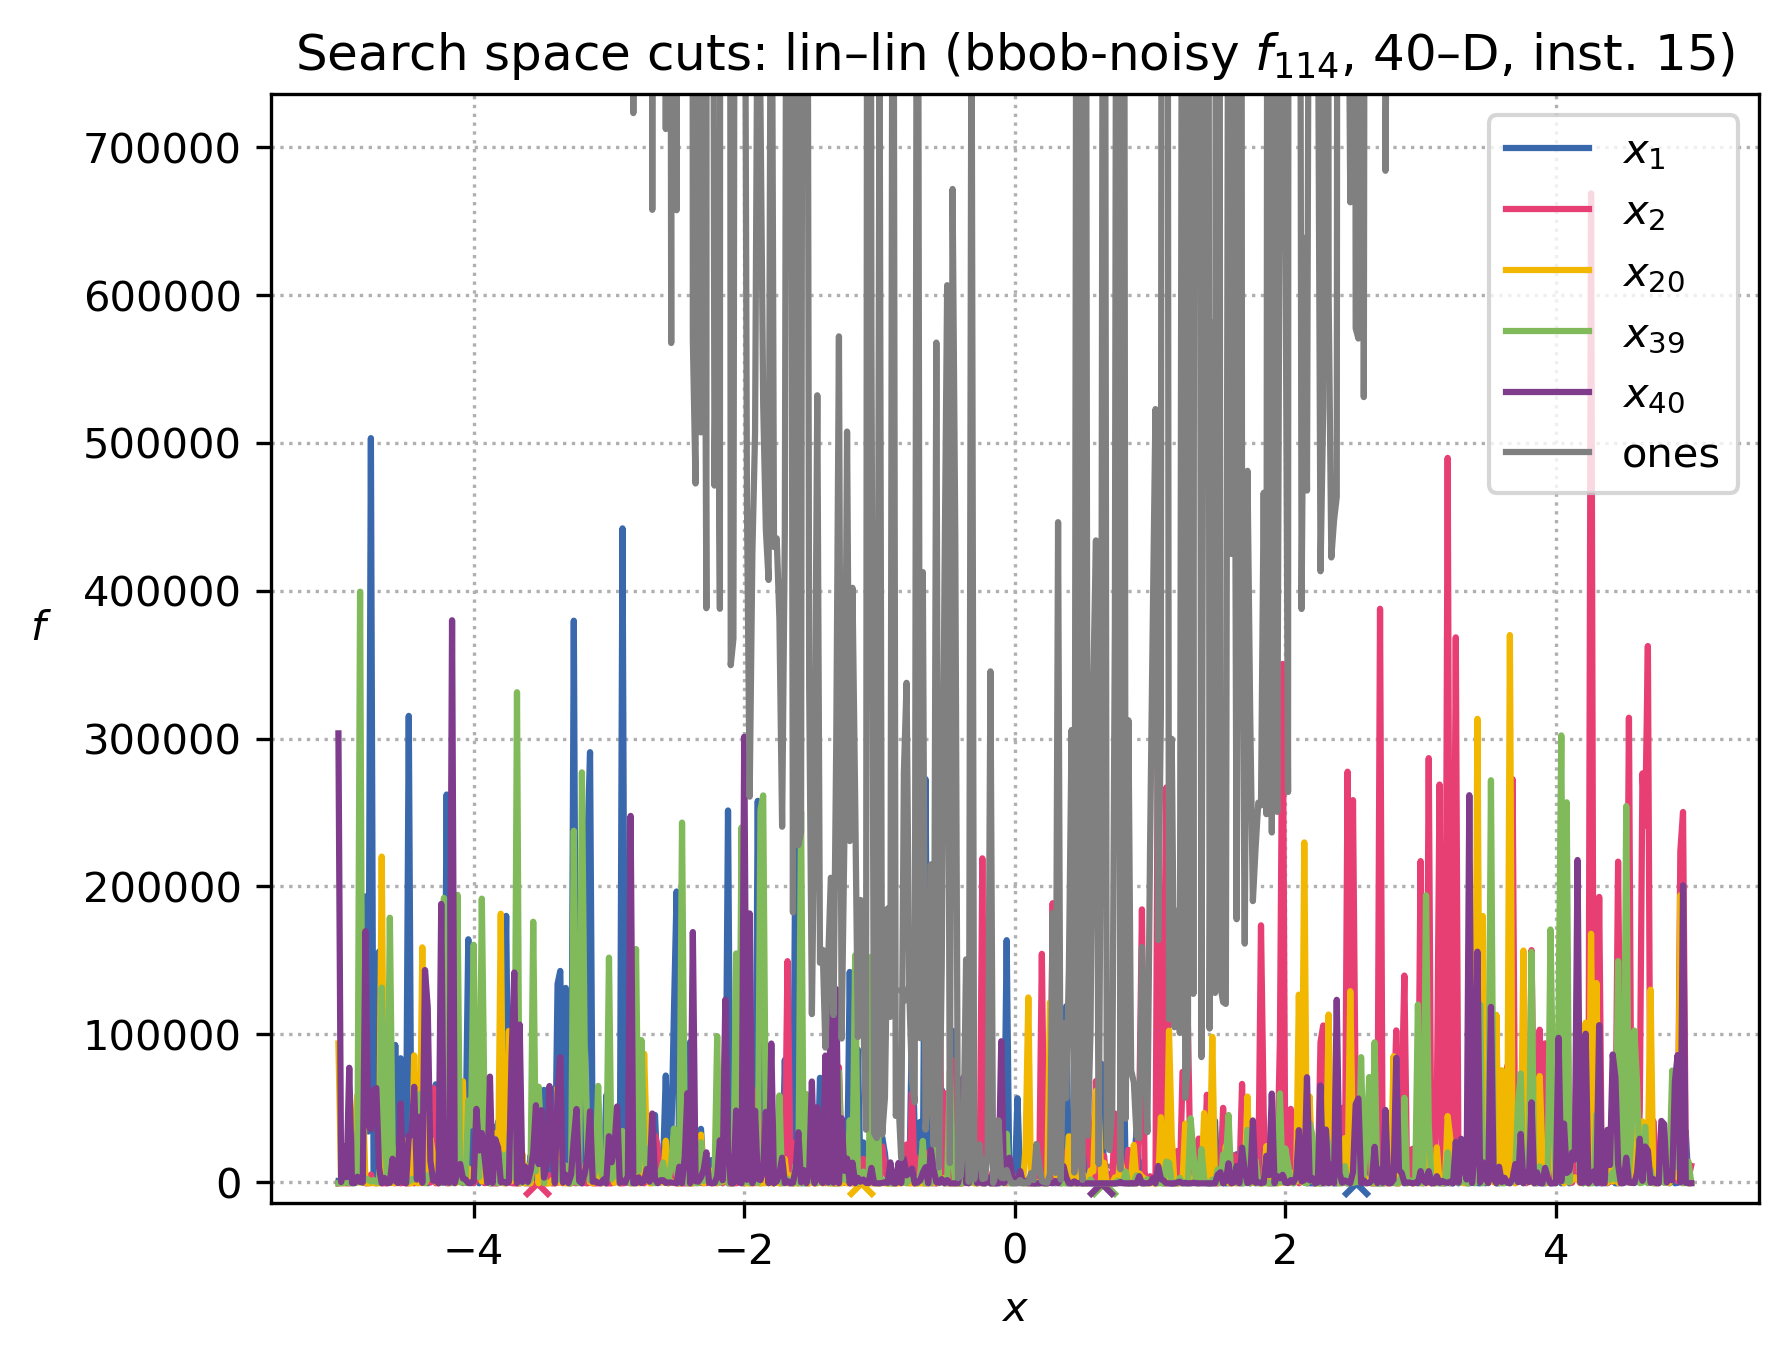 Search space cuts: lin–lin (bbob-noisy f₁₁₄, 40–D, inst. 15)
700000
600000
500000
400000
300000
200000
100000
0
f
−4
−2
0
2
4
x
x₁
x₂
x₂₀
x₃₉
x₄₀
ones